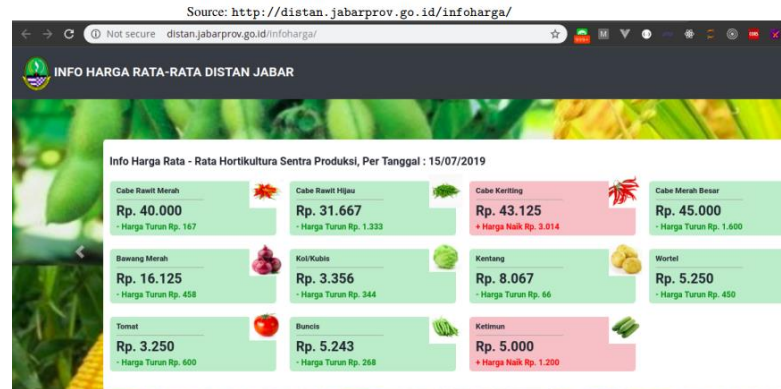 Source: http://distan.jabarprov.go.id/infoharga/
Not secure distan.jabarprov.go.id/infoharga/
INFO HARGA RATA-RATA DISTAN JABAR
Info Harga Rata - Rata Hortikultura Sentra Produksi, Per Tanggal : 15/07/2019
Cabe Rawit Merah
Rp. 40.000
- Harga Turun Rp. 167
Cabe Rawit Hijau
Rp. 31.667
- Harga Turun Rp. 1.333
Cabe Keriting
Rp. 43.125
+ Harga Naik Rp. 3.014
Cabe Merah Besar
Rp. 45.000
- Harga Turun Rp. 1.600
Bawang Merah
Rp. 16.125
- Harga Turun Rp. 458
Kol/Kubis
Rp. 3.356
- Harga Turun Rp. 344
Kentang
Rp. 8.067
- Harga Turun Rp. 66
Wortel
Rp. 5.250
- Harga Turun Rp. 450
Tomat
Rp. 3.250
- Harga Turun Rp. 600
Buncis
Rp. 5.243
- Harga Turun Rp. 268
Ketimun
Rp. 5.000
+ Harga Naik Rp. 1.200